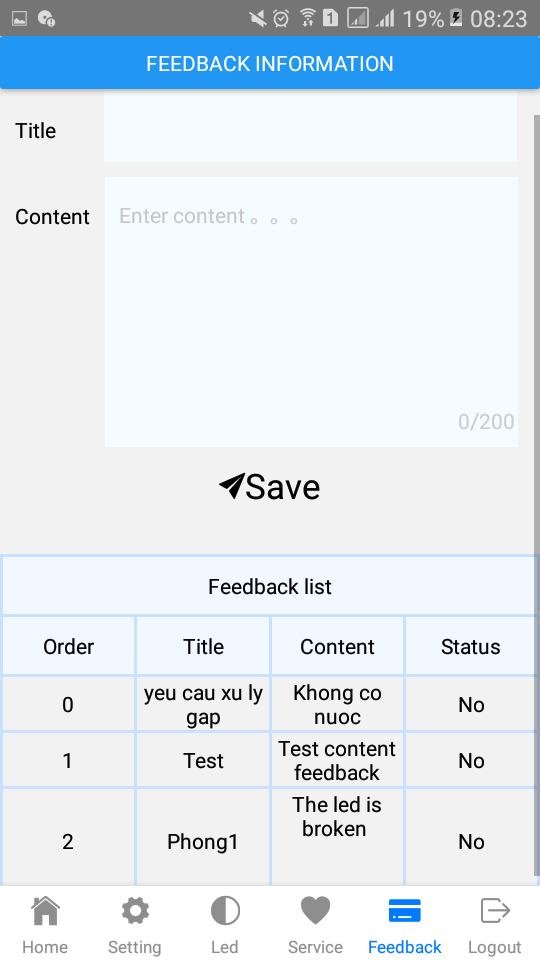 19% 08:23
FEEDBACK INFORMATION
Title
Content
Enter content 。。。
0/200
Save
Feedback list
Order Title Content Status
0 yeu cau xu ly gap Khong co nuoc No
1 Test Test content feedback No
2 Phong1 The led is broken No
Home Setting Led Service Feedback Logout